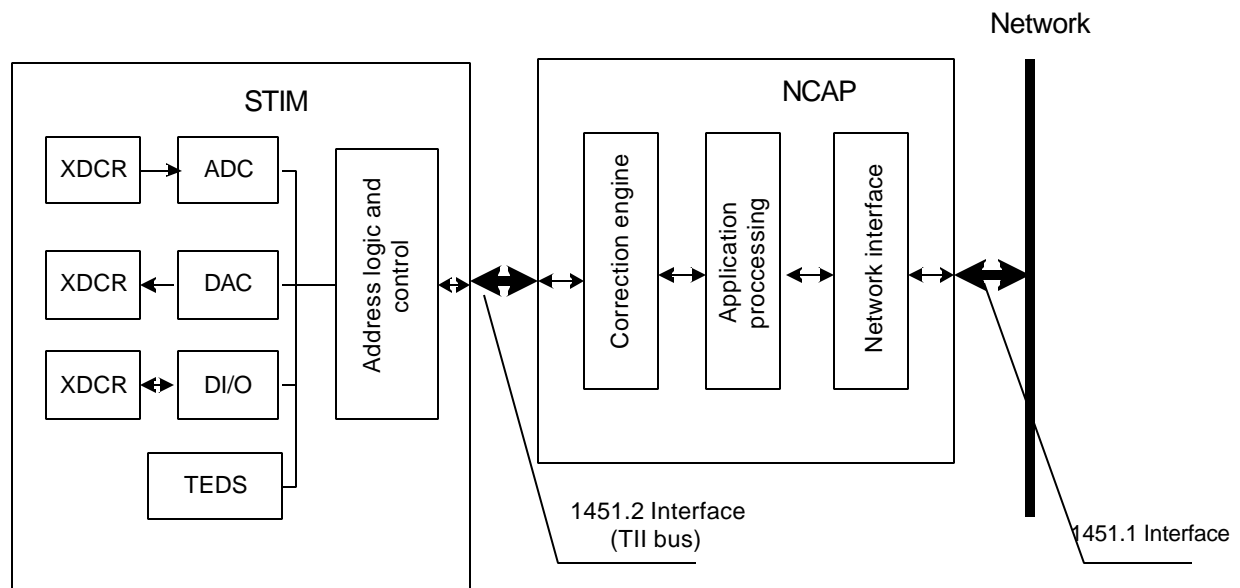 Network
STIM
NCAP
XDCR
ADC
XDCR
DAC
XDCR
DI/O
TEDS
Address logic and
control
Correction engine
Application
proccessing
Network interface
1451.2 Interface
(TII bus)
1451.1 Interface